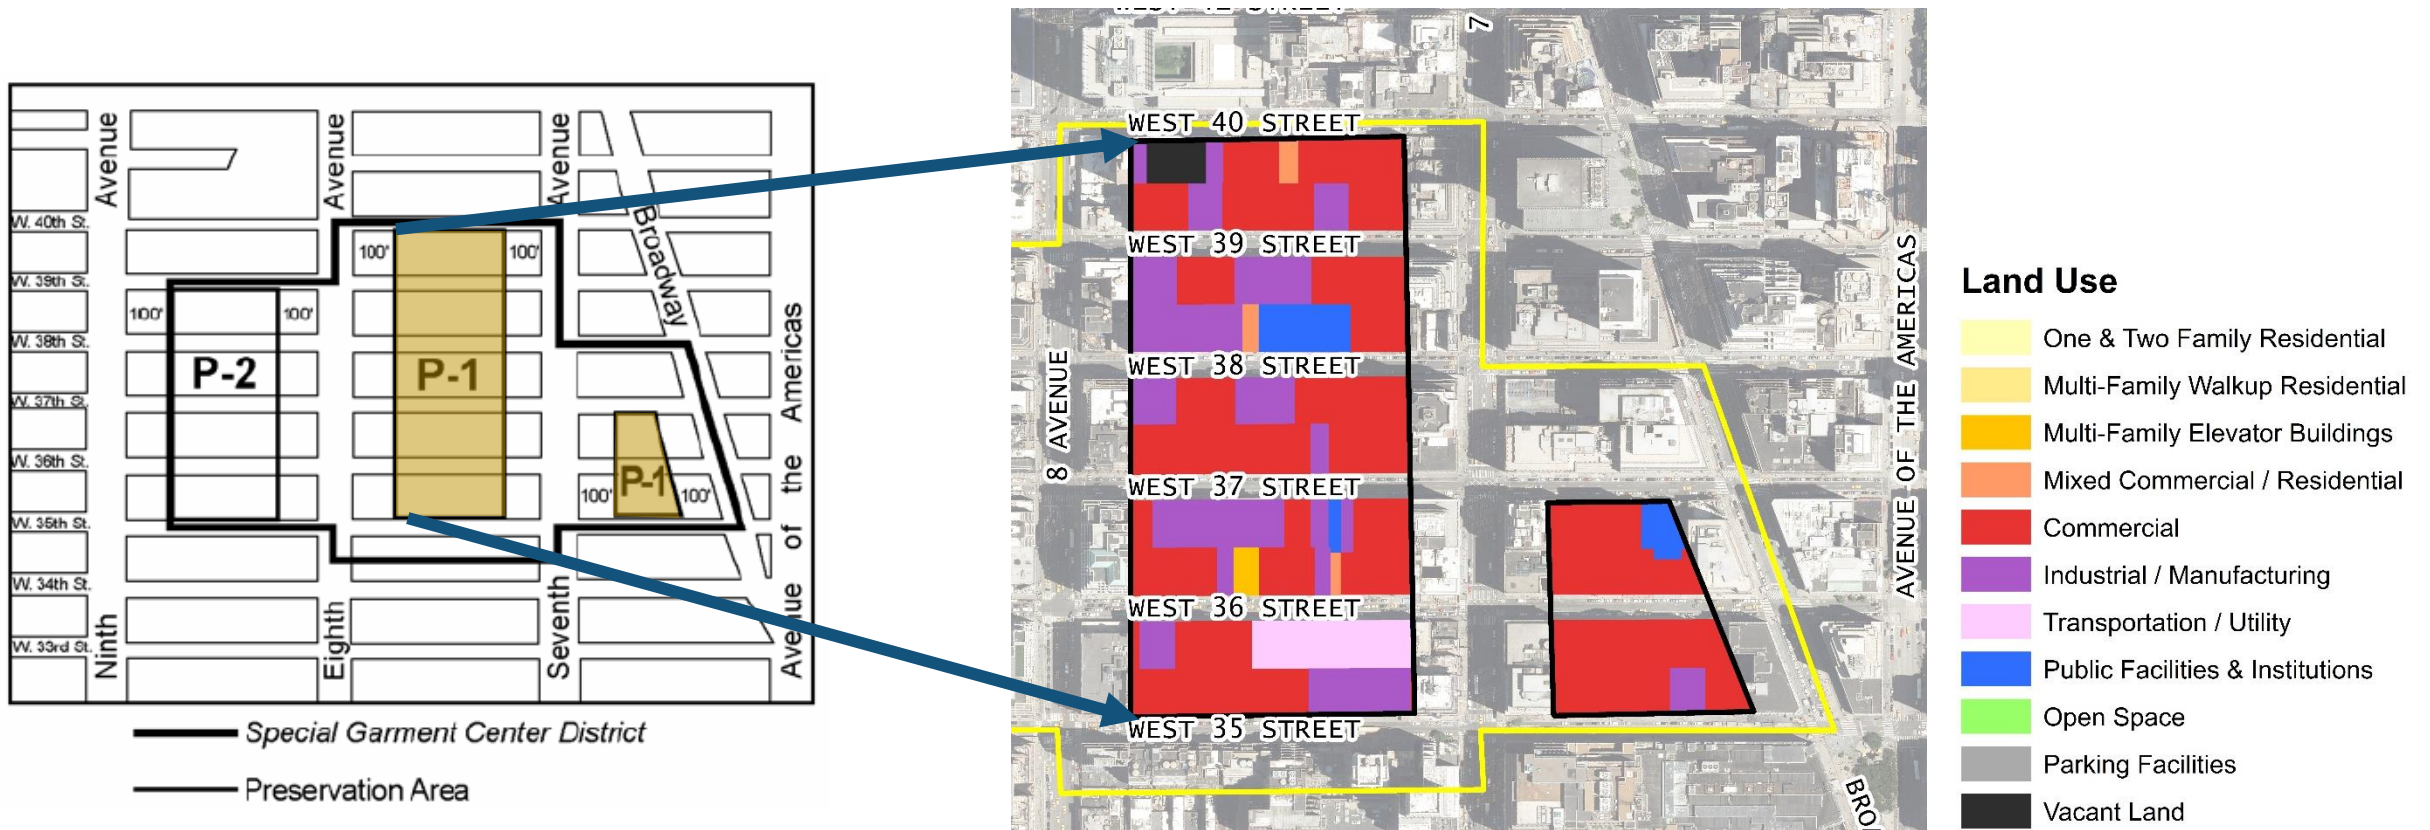 Avenue
Avenue
Avenue
Broadway
W. 40th St.
100'
100'
W. 39th St.
100'
100'
W. 38th St.
P-2
P-1
W. 37th St.
W. 36th St.
100'
P-1
100'
W. 35th St.
W. 34th St.
W. 33rd St.
Ninth
Eighth
Seventh
Avenue of the Americas
Special Garment Center District
Preservation Area
7
WEST 40 STREET
WEST 39 STREET
WEST 38 STREET
WEST 37 STREET
WEST 36 STREET
WEST 35 STREET
8 AVENUE
AVENUE OF THE AMERICAS
Land Use
One & Two Family Residential
Multi-Family Walkup Residential
Multi-Family Elevator Buildings
Mixed Commercial / Residential
Commercial
Industrial / Manufacturing
Transportation / Utility
Public Facilities & Institutions
Open Space
Parking Facilities
Vacant Land